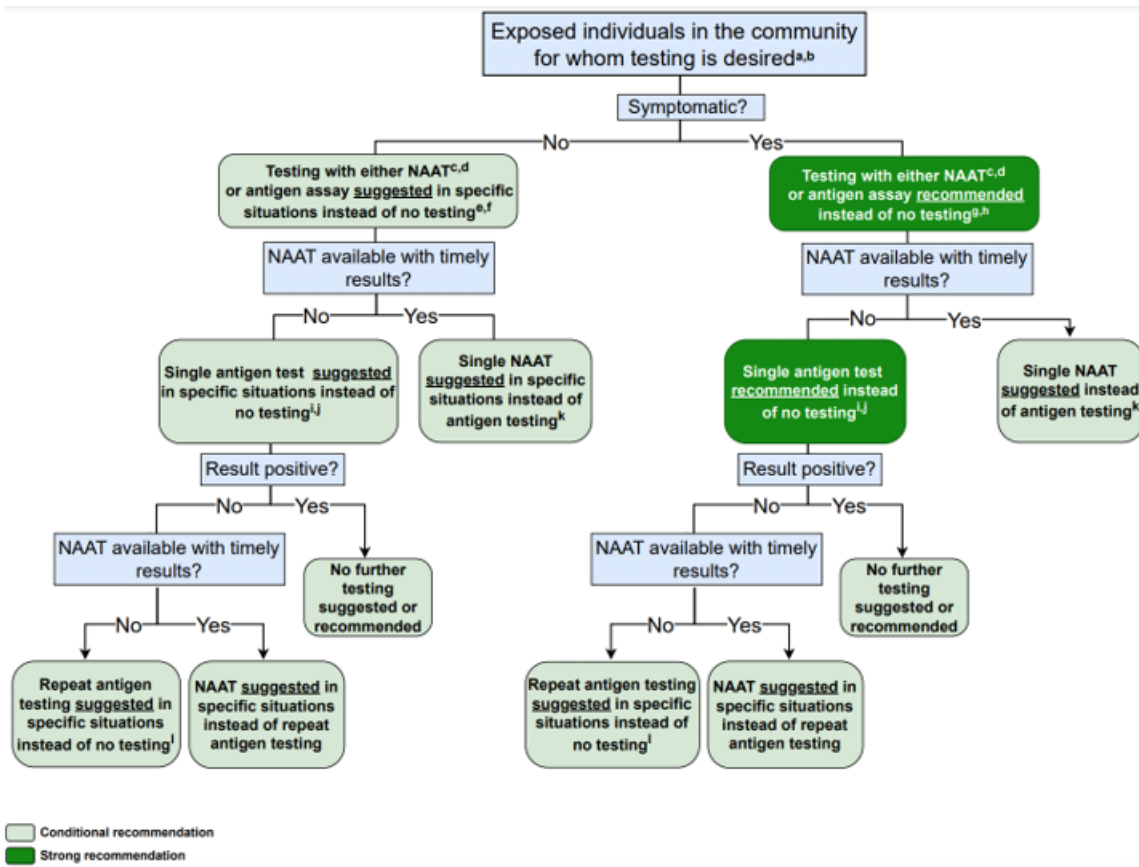 Exposed individuals in the community
for whom testing is desiredᵃ,ᵇ
Symptomatic?
No
Yes
Testing with either NAATᶜ,ᵈ
or antigen assay suggested in specific
situations instead of no testingᵉ,ᶠ
Testing with either NAATᶜ,ᵈ
or antigen assay recommended
instead of no testingᵍ,ʰ
NAAT available with timely
results?
NAAT available with timely
results?
No
Yes
No
Yes
Single antigen test suggested
in specific situations instead of
no testingⁱ,ʲ
Single NAAT
suggested in specific
situations instead of
antigen testingᵏ
Single antigen test
recommended instead
of no testingⁱ,ʲ
Single NAAT
suggested instead
of antigen testingᵏ
Result positive?
Result positive?
No
Yes
No
Yes
NAAT available with timely
results?
No further
testing
suggested or
recommended
NAAT available with timely
results?
No further
testing
suggested or
recommended
No
Yes
No
Yes
Repeat antigen
testing suggested in
specific situations
instead of no testingˡ
NAAT suggested in
specific situations
instead of repeat
antigen testing
Repeat antigen testing
suggested in specific
situations instead of
no testingˡ
NAAT suggested in
specific situations
instead of repeat
antigen testing
Conditional recommendation
Strong recommendation